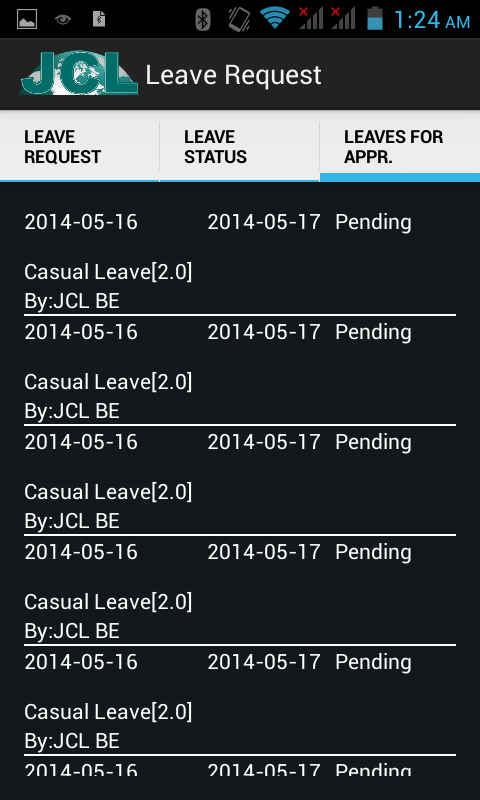 1:24 AM
JCL Leave Request
LEAVE REQUEST
LEAVE STATUS
LEAVES FOR APPR.
2014-05-16 2014-05-17 Pending
Casual Leave[2.0]
By:JCL BE
2014-05-16 2014-05-17 Pending
Casual Leave[2.0]
By:JCL BE
2014-05-16 2014-05-17 Pending
Casual Leave[2.0]
By:JCL BE
2014-05-16 2014-05-17 Pending
Casual Leave[2.0]
By:JCL BE
2014-05-16 2014-05-17 Pending
Casual Leave[2.0]
By:JCL BE
2014-05-16 2014-05-17 Pending